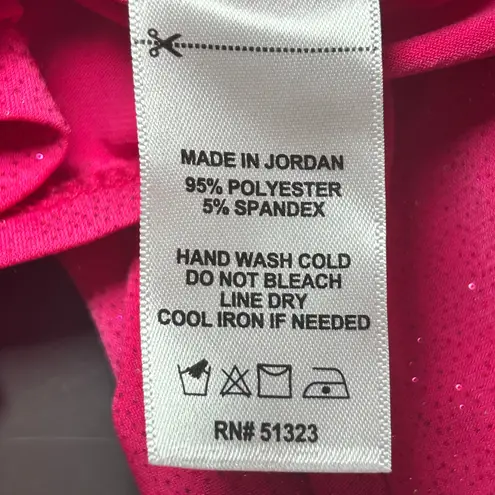 MADE IN JORDAN
95% POLYESTER
5% SPANDEX
HAND WASH COLD
DO NOT BLEACH
LINE DRY
COOL IRON IF NEEDED
RN# 51323